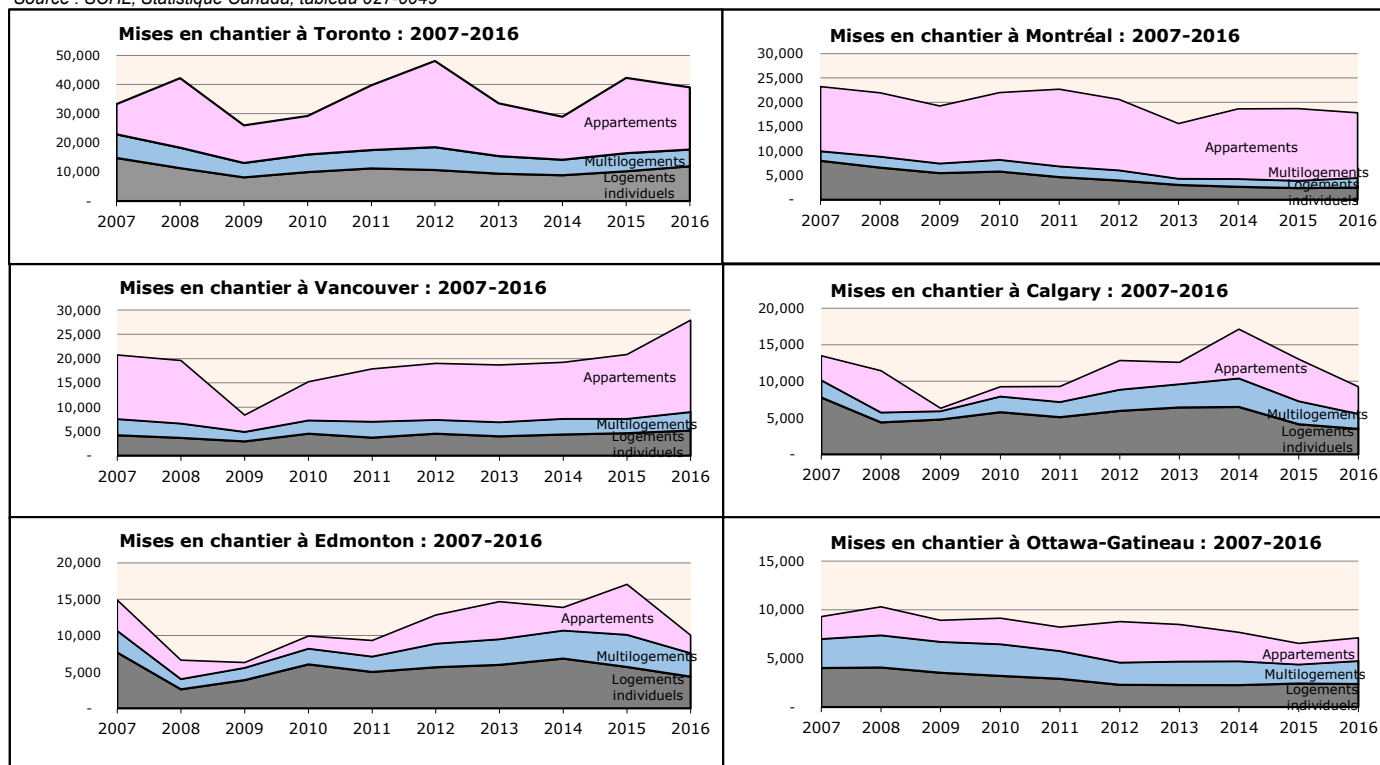 Source : SCHL, Statistique Canada, tableau 027-0049
Mises en chantier à Toronto : 2007-2016
50,000
40,000
30,000
20,000
10,000
-
Appartements
Multilogements
Logements
individuels
2007 2008 2009 2010 2011 2012 2013 2014 2015 2016
Mises en chantier à Montréal : 2007-2016
30,000
25,000
20,000
15,000
10,000
5,000
-
Appartements
Multilogements
Logements
individuels
2007 2008 2009 2010 2011 2012 2013 2014 2015 2016
Mises en chantier à Vancouver : 2007-2016
30,000
25,000
20,000
15,000
10,000
5,000
-
Appartements
Multilogements
Logements
individuels
2007 2008 2009 2010 2011 2012 2013 2014 2015 2016
Mises en chantier à Calgary : 2007-2016
20,000
15,000
10,000
5,000
-
Appartements
Multilogements
Logements
individuels
2007 2008 2009 2010 2011 2012 2013 2014 2015 2016
Mises en chantier à Edmonton : 2007-2016
20,000
15,000
10,000
5,000
-
Appartements
Multilogements
Logements
individuels
2007 2008 2009 2010 2011 2012 2013 2014 2015 2016
Mises en chantier à Ottawa-Gatineau : 2007-2016
15,000
10,000
5,000
-
Appartements
Multilogements
Logements
individuels
2007 2008 2009 2010 2011 2012 2013 2014 2015 2016